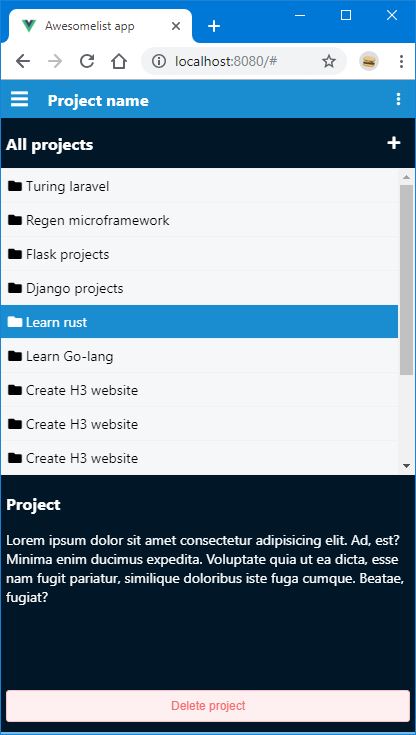 Awesomelist app
localhost:8080/#
Project name
All projects
Turing laravel
Regen microframework
Flask projects
Django projects
Learn rust
Learn Go-lang
Create H3 website
Create H3 website
Create H3 website
Project
Lorem ipsum dolor sit amet consectetur adipisicing elit. Ad, est?
Minima enim ducimus expedita. Voluptate quia ut ea dicta, esse
nam fugit pariatur, similique doloribus iste fuga cumque. Beatae,
fugiat?
Delete project